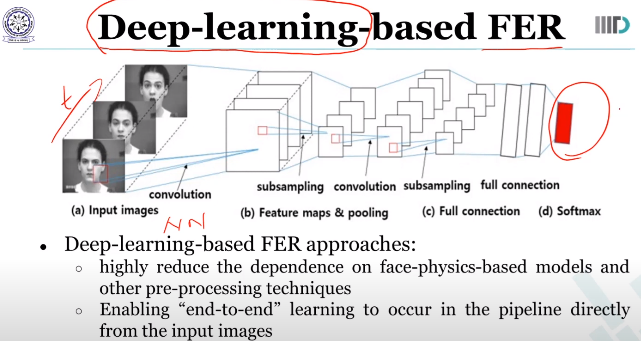 Deep-learning-based FER
IIID
t
convolution
subsampling convolution subsampling full connection
(a) Input images
(b) Feature maps & pooling
(c) Full connection
(d) Softmax
NN
• Deep-learning-based FER approaches:
○ highly reduce the dependence on face-physics-based models and
other pre-processing techniques
○ Enabling “end-to-end” learning to occur in the pipeline directly
from the input images